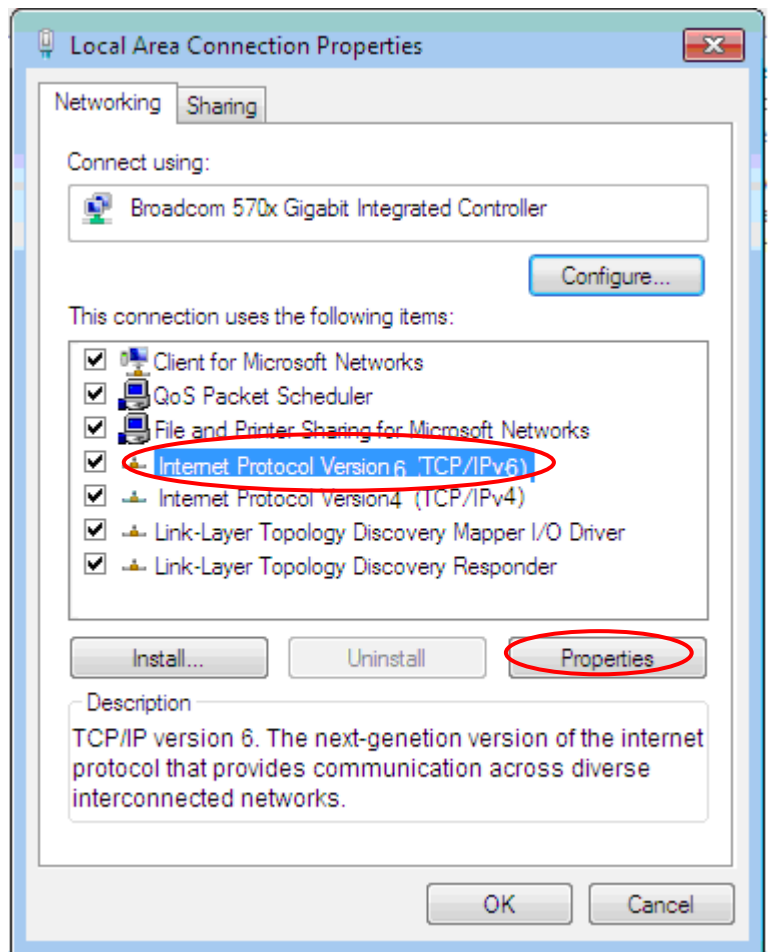 Local Area Connection Properties
Networking
Sharing
Connect using:
Broadcom 570x Gigabit Integrated Controller
Configure...
This connection uses the following items:
Client for Microsoft Networks
QoS Packet Scheduler
File and Printer Sharing for Microsoft Networks
Internet Protocol Version 6 (TCP/IPv6)
Internet Protocol Version4 (TCP/IPv4)
Link-Layer Topology Discovery Mapper I/O Driver
Link-Layer Topology Discovery Responder
Install...
Uninstall
Properties
Description
TCP/IP version 6. The next-genetion version of the internet
protocol that provides communication across diverse
interconnected networks.
OK
Cancel